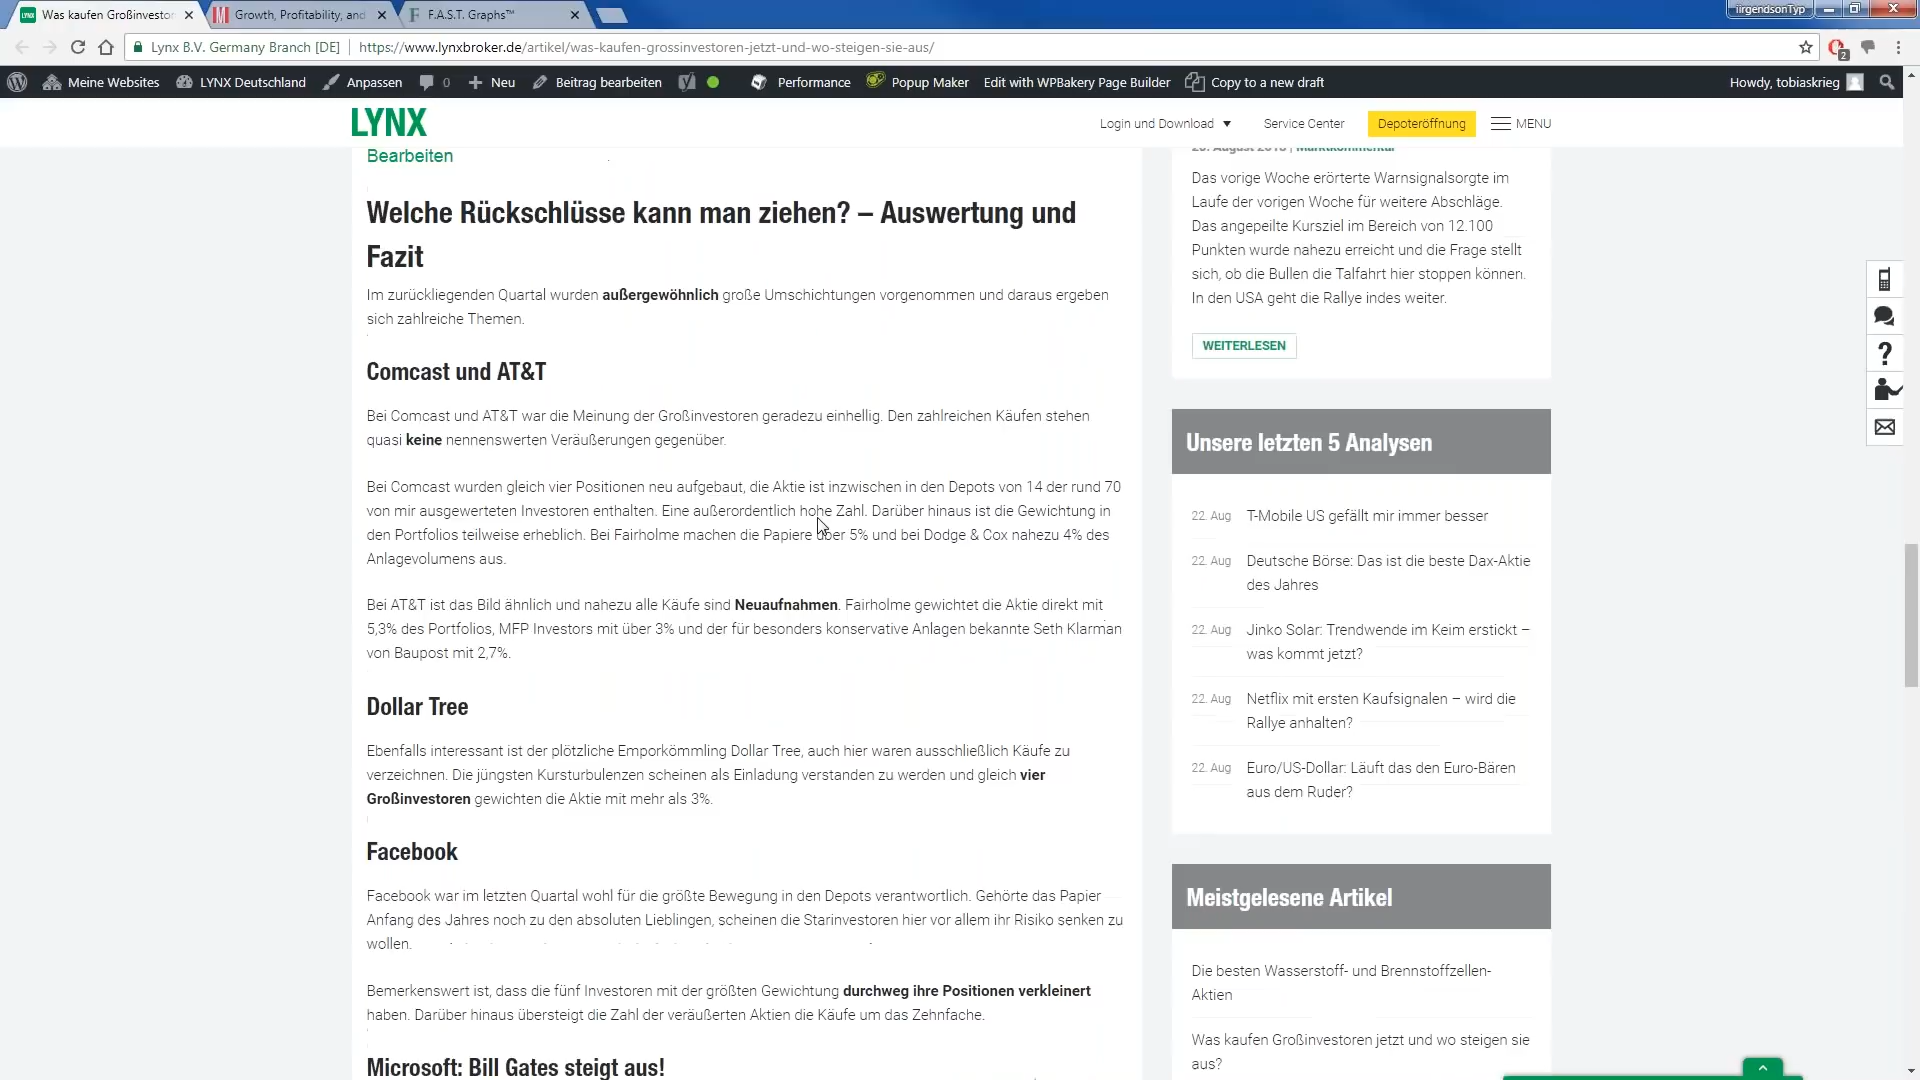 Was kaufen Großinvestor
Growth, Profitability, and
F.A.S.T. Graphs™
iirgendsonTyp
Lynx B.V. Germany Branch [DE]
https://www.lynxbroker.de/artikel/was-kaufen-grossinvestoren-jetzt-und-wo-steigen-sie-aus/
2
Meine Websites
LYNX Deutschland
Anpassen
0
Neu
Beitrag bearbeiten
Performance
Popup Maker
Edit with WPBakery Page Builder
Copy to a new draft
Howdy, tobiaskrieg
LYNX
Login und Download
Service Center
Depoteröffnung
MENU
Bearbeiten
Welche Rückschlüsse kann man ziehen? – Auswertung und
Fazit
Im zurückliegenden Quartal wurden außergewöhnlich große Umschichtungen vorgenommen und daraus ergeben
sich zahlreiche Themen.
Comcast und AT&T
Bei Comcast und AT&T war die Meinung der Großinvestoren geradezu einhellig. Den zahlreichen Käufen stehen
quasi keine nennenswerten Veräußerungen gegenüber.
Bei Comcast wurden gleich vier Positionen neu aufgebaut, die Aktie ist inzwischen in den Depots von 14 der rund 70
von mir ausgewerteten Investoren enthalten. Eine außerordentlich hohe Zahl. Darüber hinaus ist die Gewichtung in
den Portfolios teilweise erheblich. Bei Fairholme machen die Papiere über 5% und bei Dodge & Cox nahezu 4% des
Anlagevolumens aus.
Bei AT&T ist das Bild ähnlich und nahezu alle Käufe sind Neuaufnahmen. Fairholme gewichtet die Aktie direkt mit
5,3% des Portfolios, MFP Investors mit über 3% und der für besonders konservative Anlagen bekannte Seth Klarman
von Baupost mit 2,7%.
Dollar Tree
Ebenfalls interessant ist der plötzliche Emporkömmling Dollar Tree, auch hier waren ausschließlich Käufe zu
verzeichnen. Die jüngsten Kursturbulenzen scheinen als Einladung verstanden zu werden und gleich vier
Großinvestoren gewichten die Aktie mit mehr als 3%.
Facebook
Facebook war im letzten Quartal wohl für die größte Bewegung in den Depots verantwortlich. Gehörte das Papier
Anfang des Jahres noch zu den absoluten Lieblingen, scheinen die Starinvestoren hier vor allem ihr Risiko senken zu
wollen.
Bemerkenswert ist, dass die fünf Investoren mit der größten Gewichtung durchweg ihre Positionen verkleinert
haben. Darüber hinaus übersteigt die Zahl der veräußerten Aktien die Käufe um das Zehnfache.
Microsoft: Bill Gates steigt aus!
Das vorige Woche erörterte Warnsignalsorgte im
Laufe der vorigen Woche für weitere Abschläge.
Das angepeilte Kursziel im Bereich von 12.100
Punkten wurde nahezu erreicht und die Frage stellt
sich, ob die Bullen die Talfahrt hier stoppen können.
In den USA geht die Rallye indes weiter.
WEITERLESEN
Unsere letzten 5 Analysen
22. Aug T-Mobile US gefällt mir immer besser
22. Aug Deutsche Börse: Das ist die beste Dax-Aktie
des Jahres
22. Aug Jinko Solar: Trendwende im Keim erstickt –
was kommt jetzt?
22. Aug Netflix mit ersten Kaufsignalen – wird die
Rallye anhalten?
22. Aug Euro/US-Dollar: Läuft das den Euro-Bären
aus dem Ruder?
Meistgelesene Artikel
Die besten Wasserstoff- und Brennstoffzellen-
Aktien
Was kaufen Großinvestoren jetzt und wo steigen sie
aus?